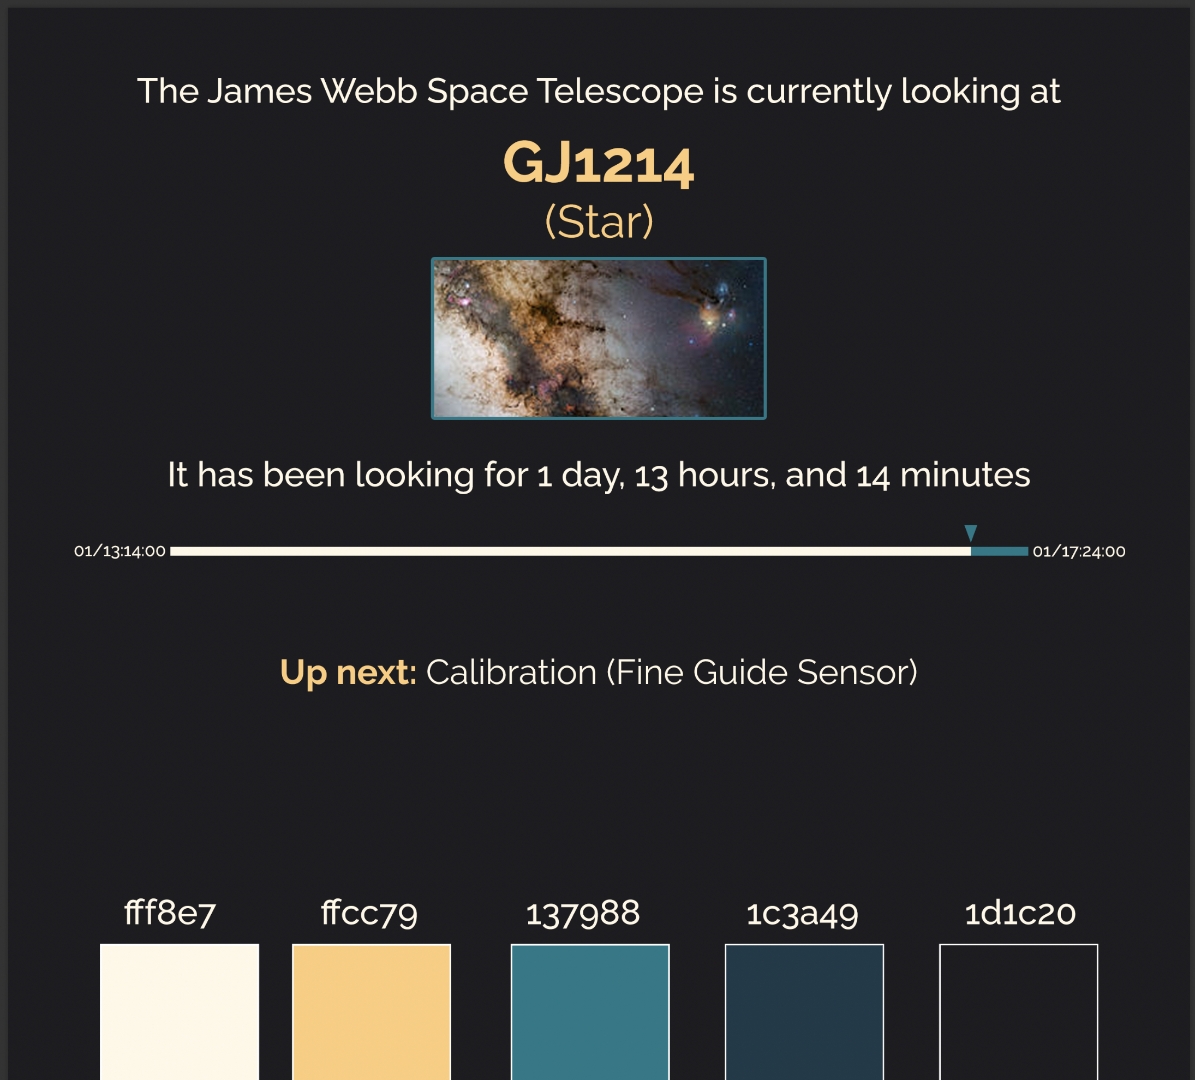 The James Webb Space Telescope is currently looking at
GJ1214
(Star)
It has been looking for 1 day, 13 hours, and 14 minutes
01/13:14:00 01/17:24:00
Up next: Calibration (Fine Guide Sensor)
fff8e7 ffcc79 137988 1c3a49 1d1c20